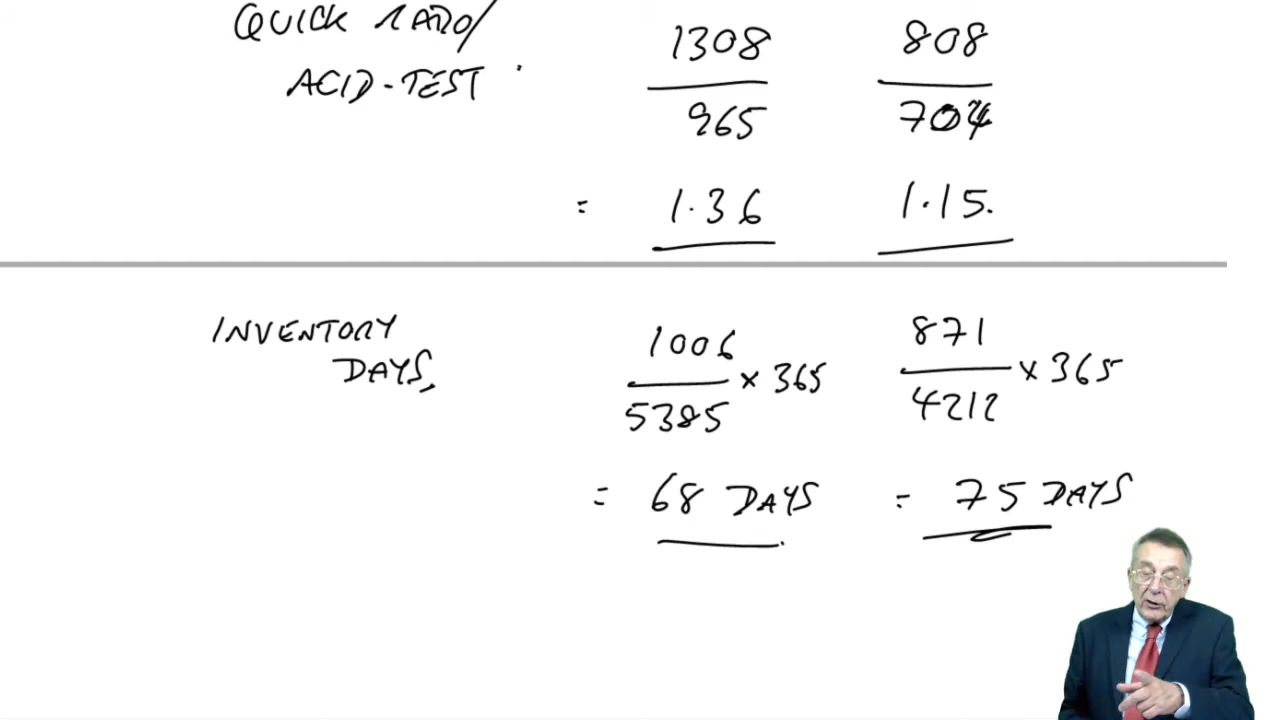 QUICK RATIO/
ACID-TEST
1308 808
965 704
= 1.36 1.15.
INVENTORY
DAYS,
1006 871
× 365 × 365
5385 4212
= 68 DAYS = 75 DAYS